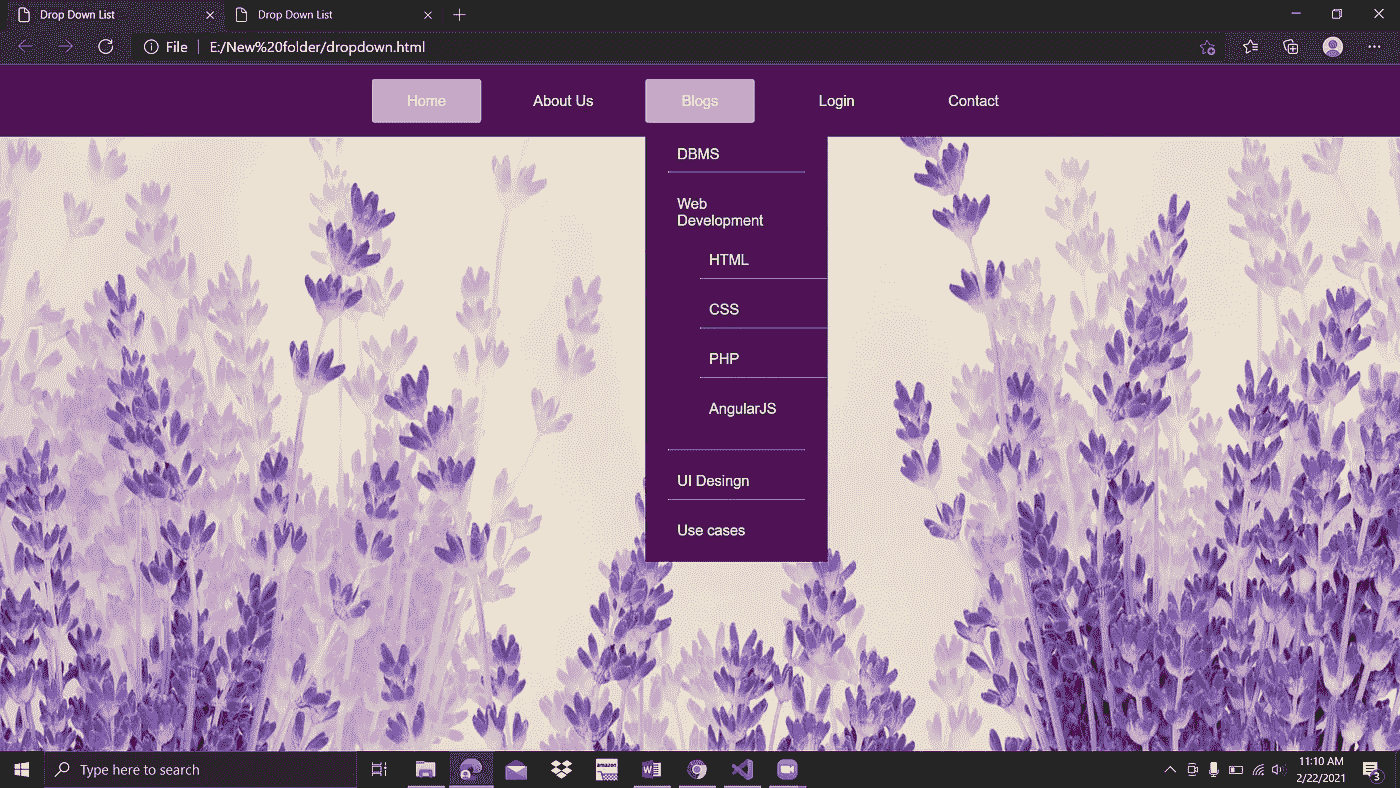 Drop Down List
Drop Down List
File
E:/New%20folder/dropdown.html
Home
About Us
Blogs
Login
Contact
DBMS
Web
Development
HTML
CSS
PHP
AngularJS
UI Desingn
Use cases
Type here to search
amazon
11:10 AM
2/22/2021
3